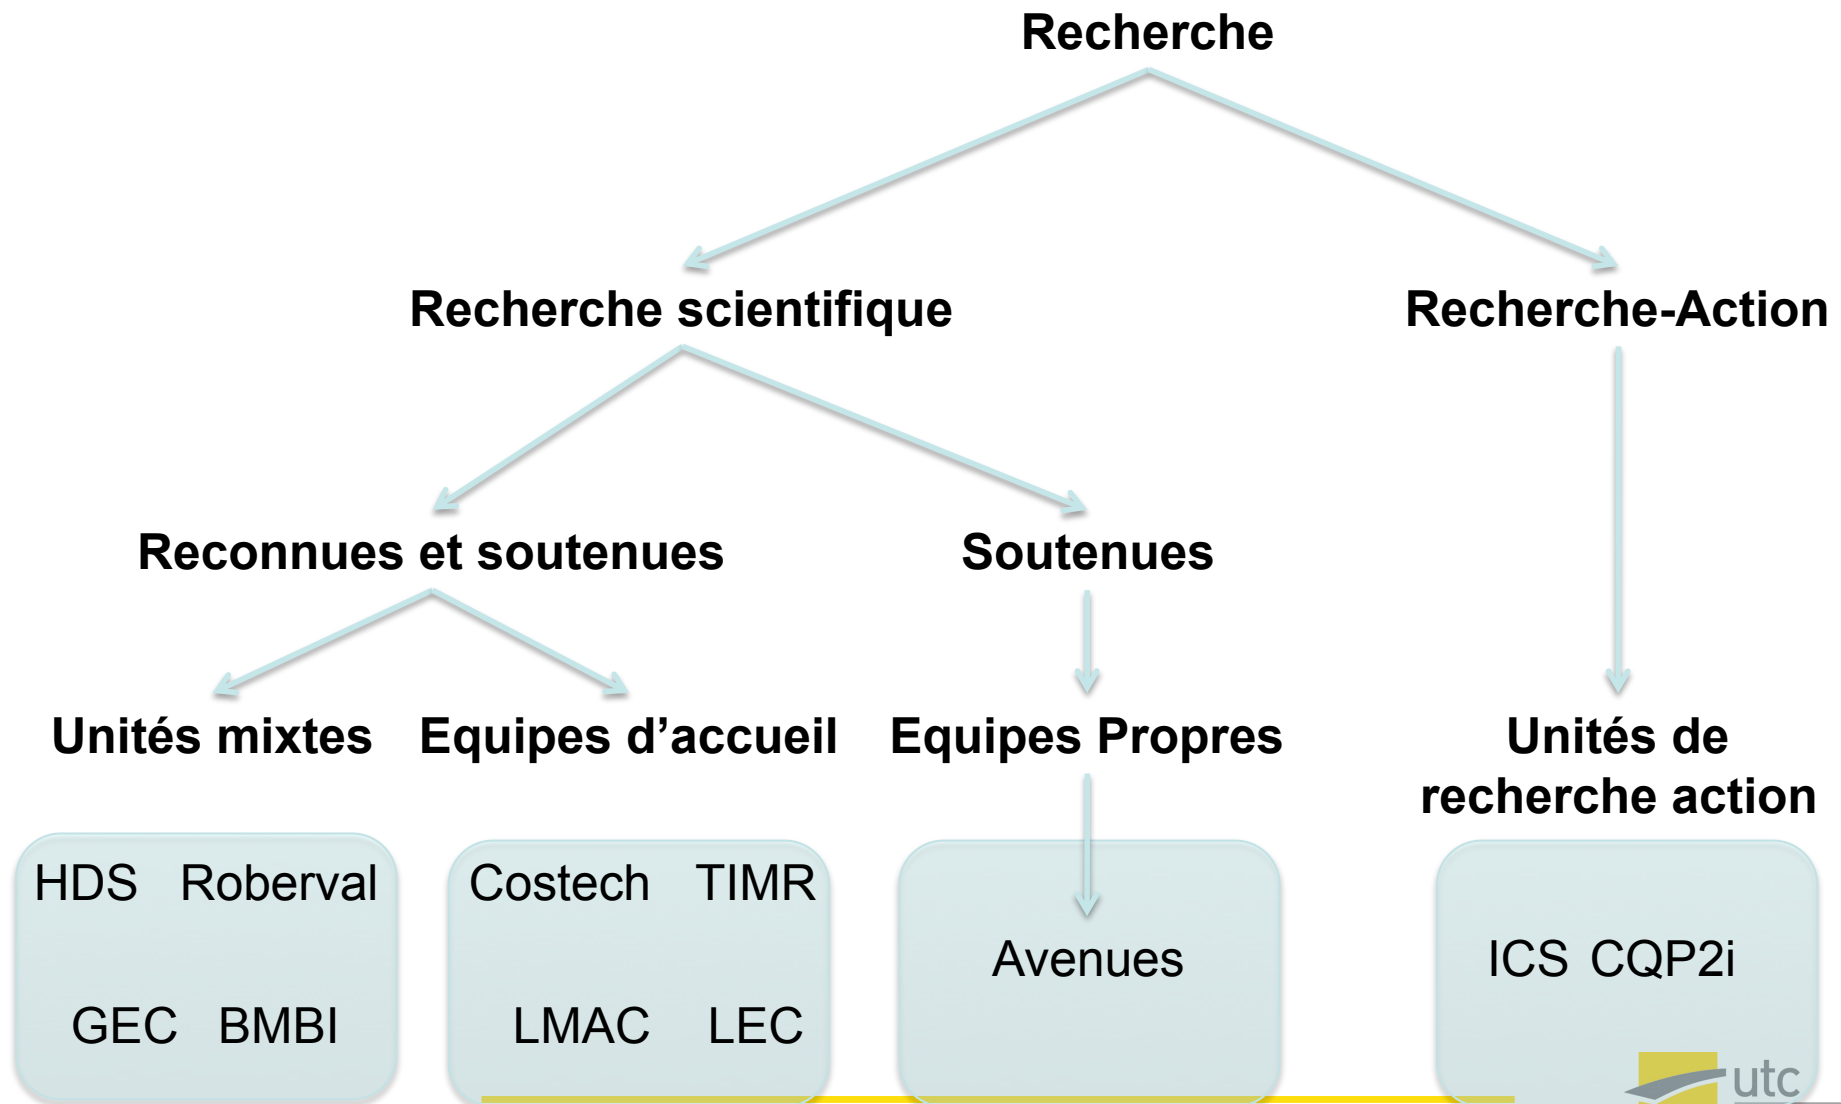 Recherche
Recherche scientifique
Recherche-Action
Reconnues et soutenues
Soutenues
Unités mixtes
Equipes d’accueil
Equipes Propres
Unités de
recherche action
HDS Roberval
GEC BMBI
Costech TIMR
LMAC LEC
Avenues
ICS CQP2i
utc